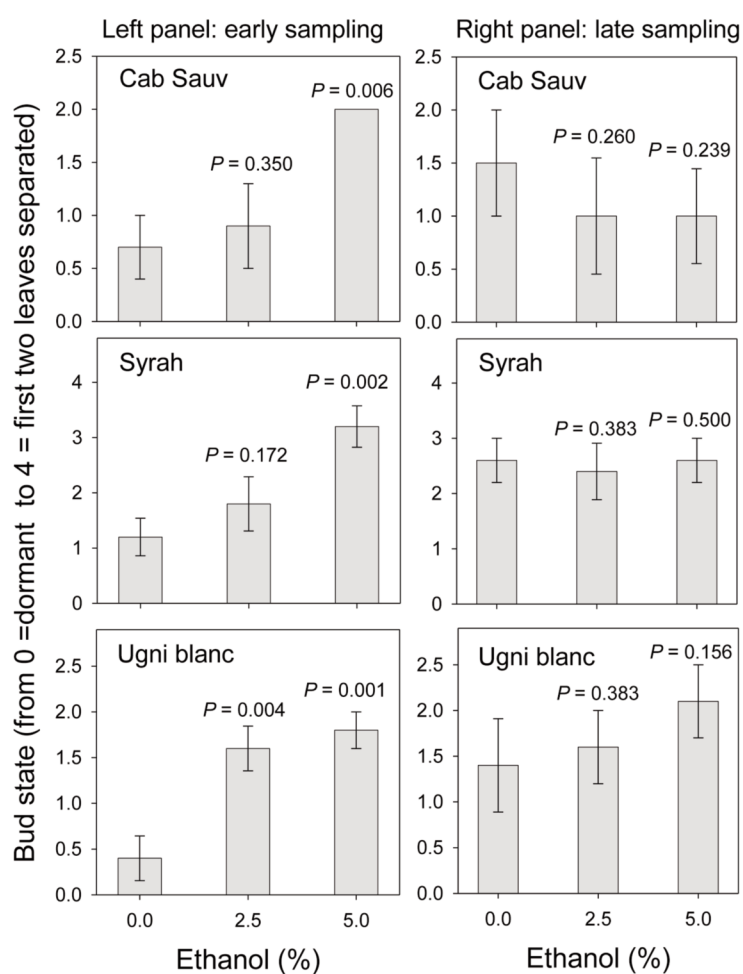 Left panel: early sampling
Right panel: late sampling
Bud state (from 0 =dormant  to 4 = first two leaves separated)
Cab Sauv
P = 0.350
P = 0.006
2.5
2.0
1.5
1.0
0.5
0.0
Cab Sauv
P = 0.260
P = 0.239
2.5
2.0
1.5
1.0
0.5
0.0
Syrah
P = 0.172
P = 0.002
4
3
2
1
0
Syrah
P = 0.383
P = 0.500
4
3
2
1
0
Ugni blanc
P = 0.004
P = 0.001
2.5
2.0
1.5
1.0
0.5
0.0
0.0 2.5 5.0
Ethanol (%)
Ugni blanc
P = 0.383
P = 0.156
2.5
2.0
1.5
1.0
0.5
0.0
0.0 2.5 5.0
Ethanol (%)